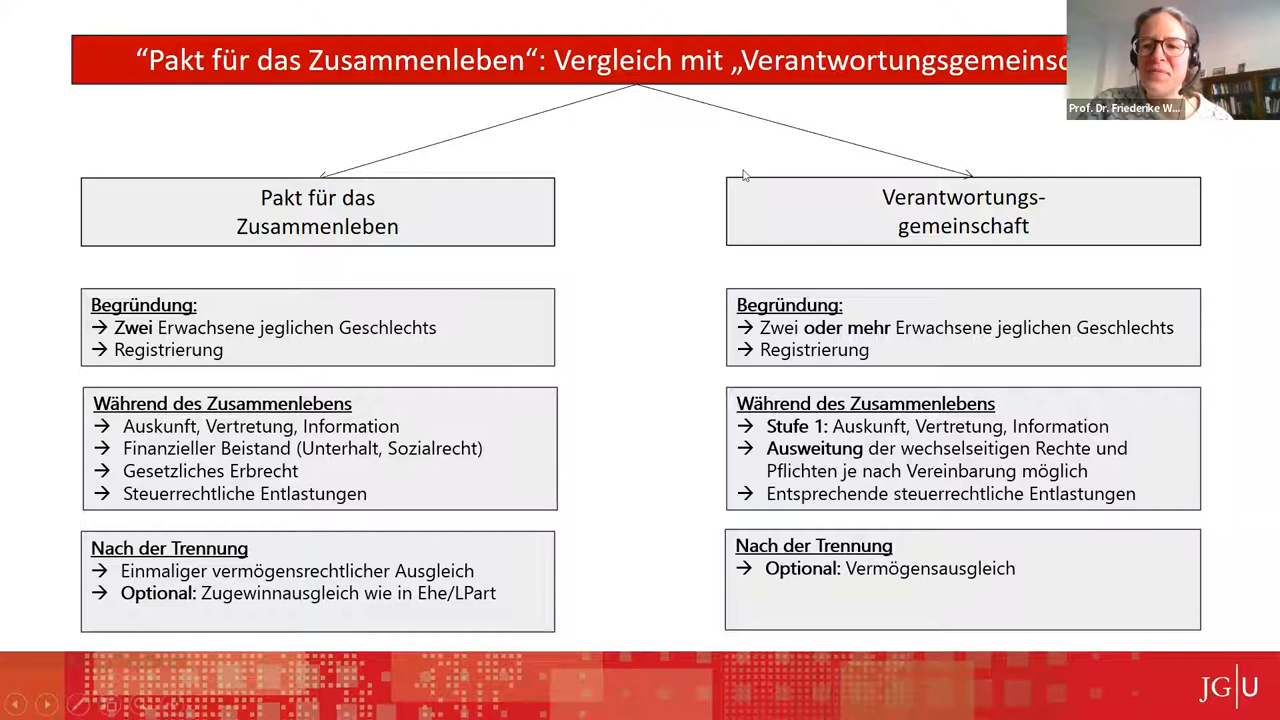 “Pakt für das Zusammenleben“: Vergleich mit „Verantwortungsgemeinsc
Prof. Dr. Friederike W...
Pakt für das
Zusammenleben
Begründung:
→ Zwei Erwachsene jeglichen Geschlechts
→ Registrierung
Während des Zusammenlebens
→ Auskunft, Vertretung, Information
→ Finanzieller Beistand (Unterhalt, Sozialrecht)
→ Gesetzliches Erbrecht
→ Steuerrechtliche Entlastungen
Nach der Trennung
→ Einmaliger vermögensrechtlicher Ausgleich
→ Optional: Zugewinnausgleich wie in Ehe/LPart
Verantwortungs-
gemeinschaft
Begründung:
→ Zwei oder mehr Erwachsene jeglichen Geschlechts
→ Registrierung
Während des Zusammenlebens
→ Stufe 1: Auskunft, Vertretung, Information
→ Ausweitung der wechselseitigen Rechte und
Pflichten je nach Vereinbarung möglich
→ Entsprechende steuerrechtliche Entlastungen
Nach der Trennung
→ Optional: Vermögensausgleich
JG|U